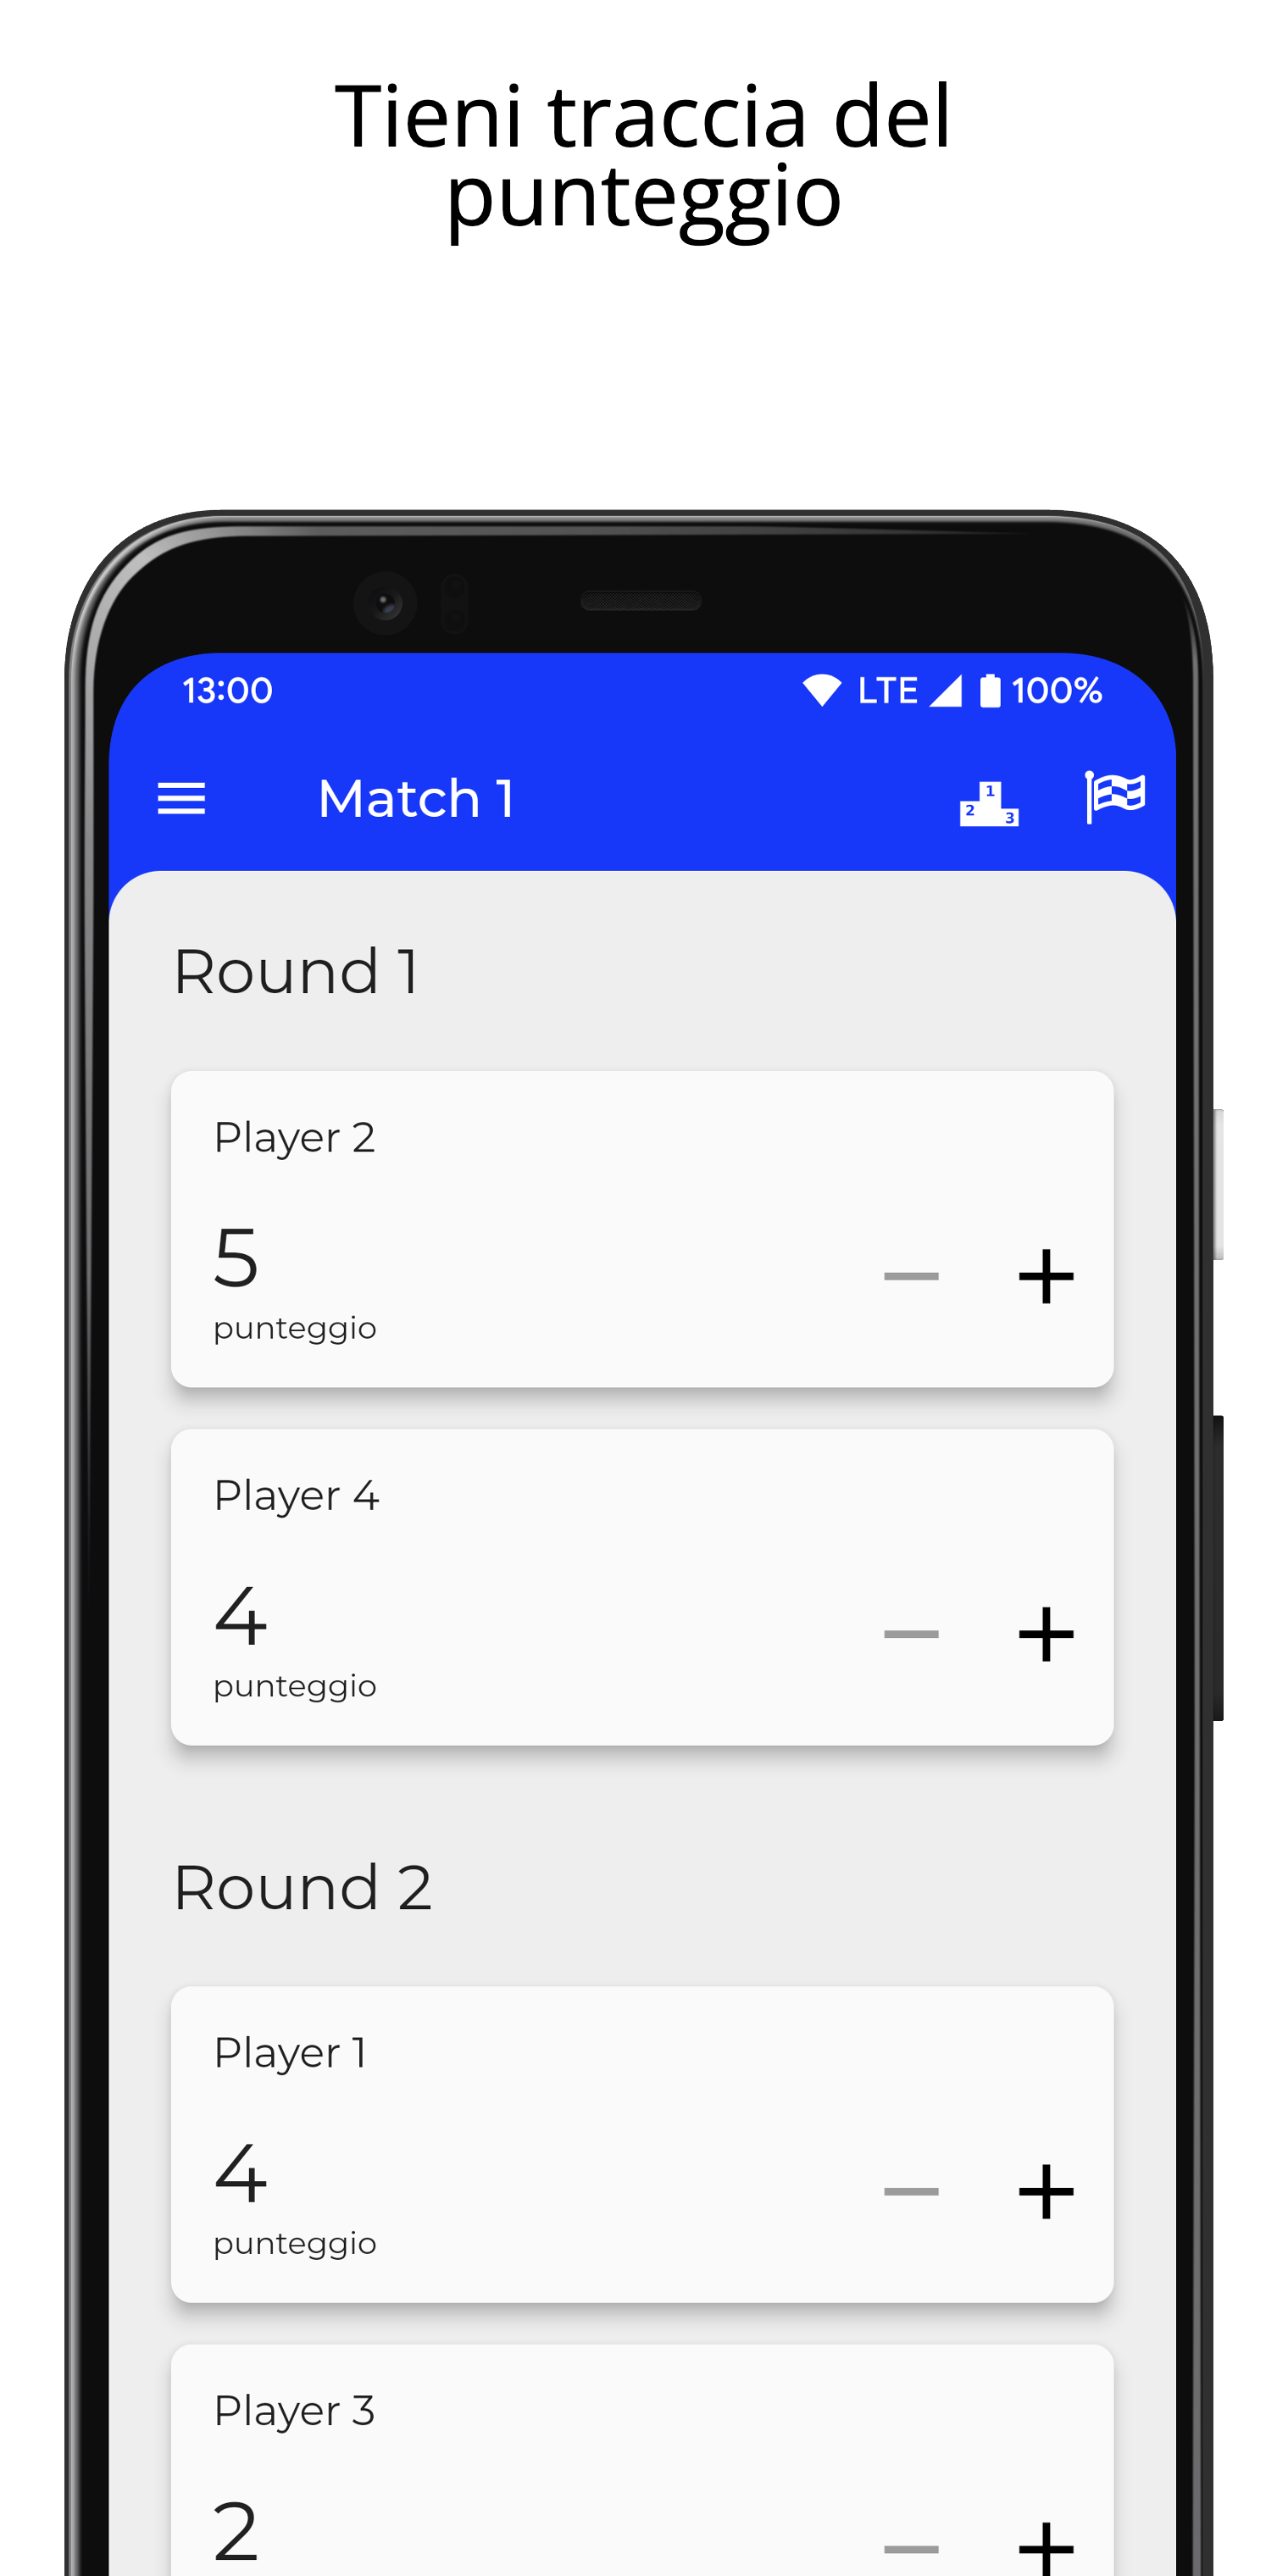 Tieni traccia del
punteggio
13:00 LTE 100%
Match 1
1
2
3
Round 1
Player 2
5
punteggio
Player 4
4
punteggio
Round 2
Player 1
4
punteggio
Player 3
2